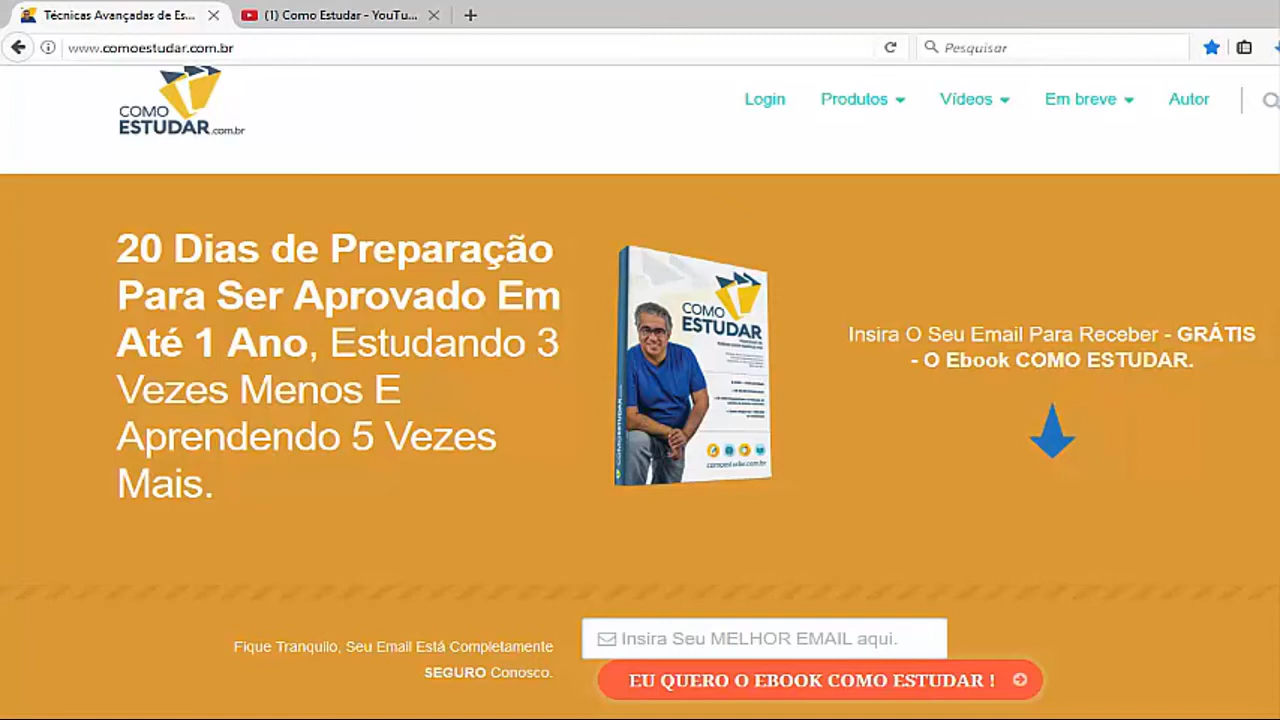 Técnicas Avançadas de Es...
(1) Como Estudar - YouTu...
www.comoestudar.com.br
Pesquisar
COMO
ESTUDAR.com.br
Login
Produtos
Vídeos
Em breve
Autor
20 Dias de Preparação
Para Ser Aprovado Em
Até 1 Ano, Estudando 3
Vezes Menos E
Aprendendo 5 Vezes
Mais.
COMO
ESTUDAR
comoestudar.com.br
Insira O Seu Email Para Receber - GRÁTIS
- O Ebook COMO ESTUDAR.
Fique Tranquilo, Seu Email Está Completamente
SEGURO Conosco.
Insira Seu MELHOR EMAIL aqui.
EU QUERO O EBOOK COMO ESTUDAR !